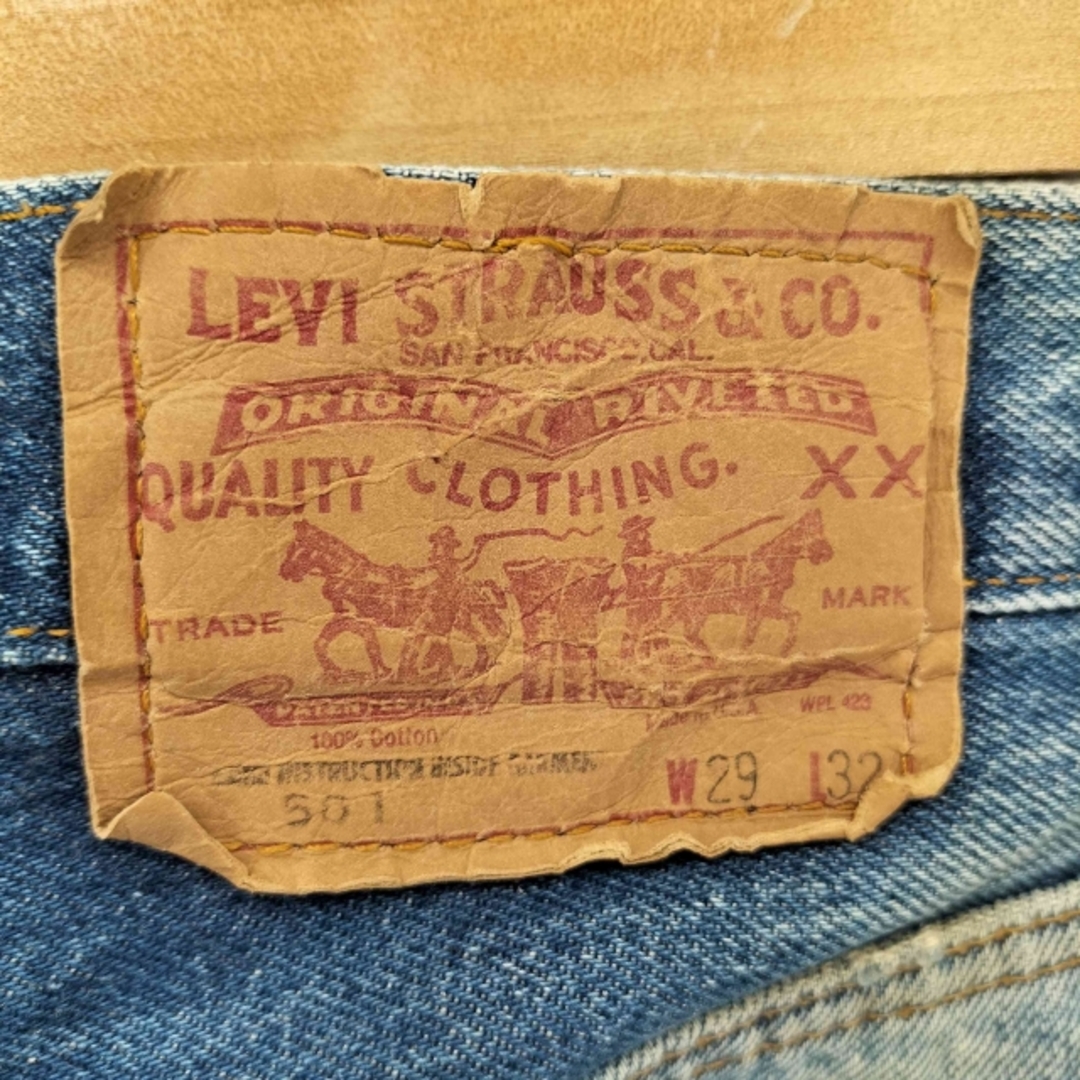 LEVI STRAUSS & CO.
SAN FRANCISCO, CAL.
ORIGINAL RIVETED
QUALITY CLOTHING. XX
TRADE MARK
WPL 423
100% Cotton
INSTRUCTION INSIDE GARMEN
501 W29 L32